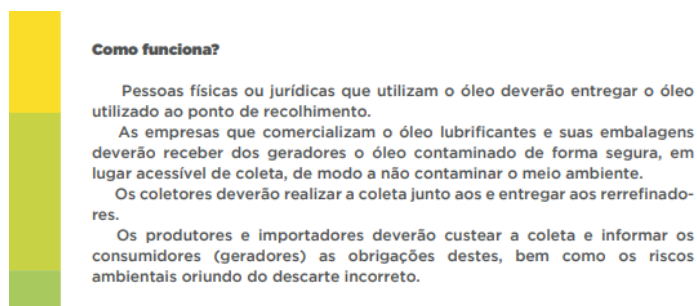 Como funciona?
Pessoas físicas ou jurídicas que utilizam o óleo deverão entregar o óleo
utilizado ao ponto de recolhimento.
As empresas que comercializam o óleo lubrificantes e suas embalagens
deverão receber dos geradores o óleo contaminado de forma segura, em
lugar acessível de coleta, de modo a não contaminar o meio ambiente.
Os coletores deverão realizar a coleta junto aos e entregar aos rerrefinado-
res.
Os produtores e importadores deverão custear a coleta e informar os
consumidores (geradores) as obrigações destes, bem como os riscos
ambientais oriundo do descarte incorreto.